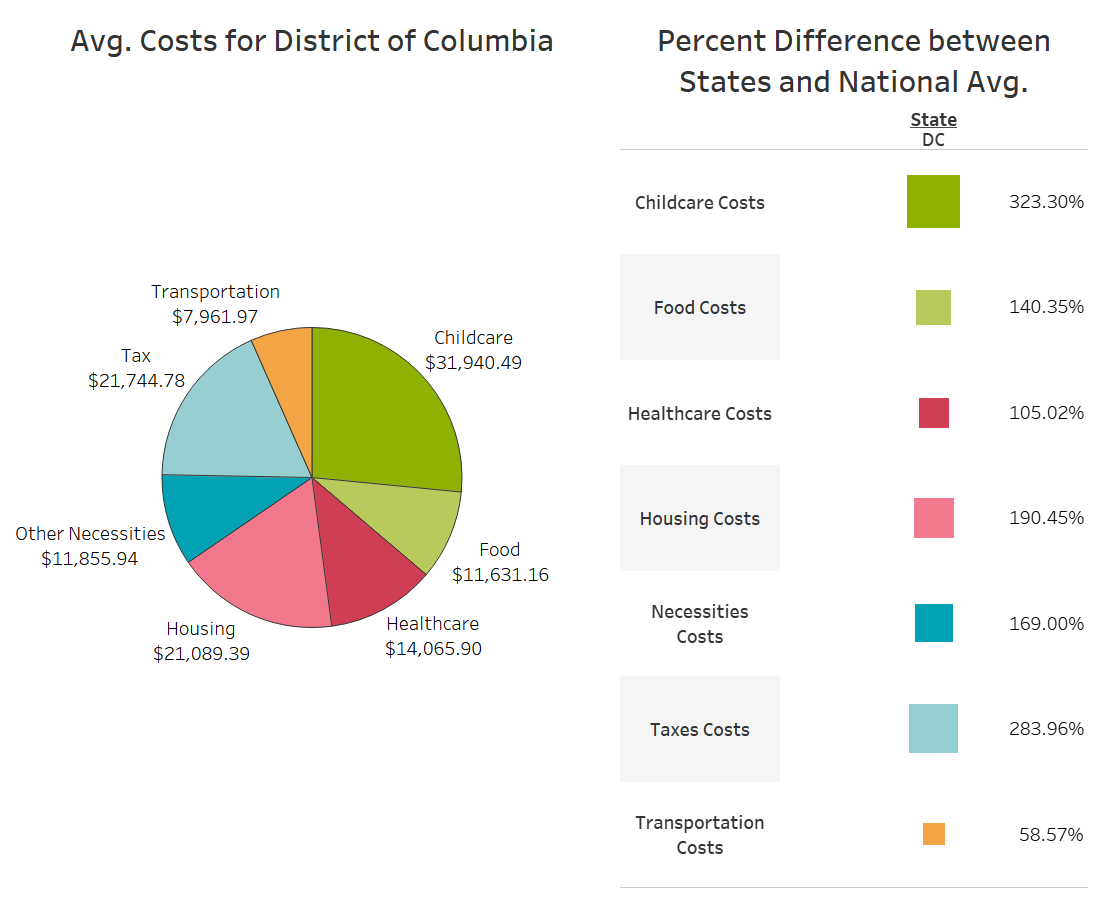 Avg. Costs for District of Columbia
Transportation
$7,961.97
Childcare
$31,940.49
Tax
$21,744.78
Other Necessities
$11,855.94
Food
$11,631.16
Housing
$21,089.39
Healthcare
$14,065.90
Percent Difference between
States and National Avg.
State
DC
Childcare Costs 323.30%
Food Costs 140.35%
Healthcare Costs 105.02%
Housing Costs 190.45%
Necessities
Costs 169.00%
Taxes Costs 283.96%
Transportation
Costs 58.57%